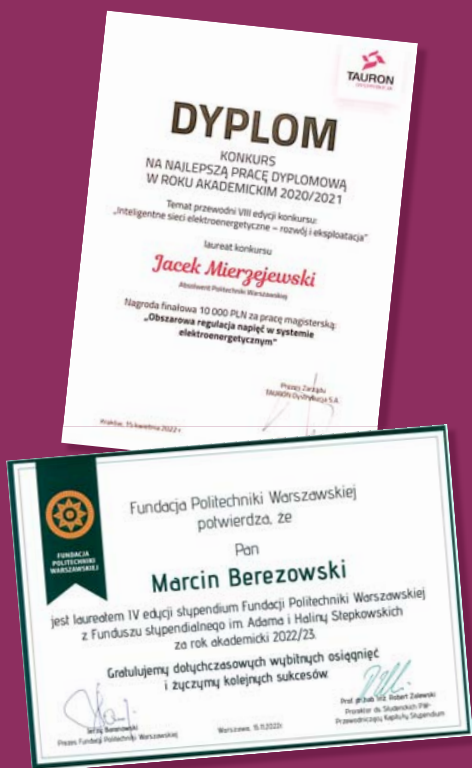 TAURON
DYSTRYBUCJA
DYPLOM
KONKURS
NA NAJLEPSZĄ PRACĘ DYPLOMOWĄ
W ROKU AKADEMICKIM 2020/2021
Temat przewodni VIII edycji konkursu:
„Inteligentne sieci elektroenergetyczne – rozwój i eksploatacja”
laureat konkursu
Jacek Mierzejewski
Absolwent Politechniki Warszawskiej
Nagroda finałowa 10 000 PLN za pracę magisterską:
„Obszarowa regulacja napięć w systemie
elektroenergetycznym”
Prezes Zarządu
TAURON Dystrybucja S.A.
Kraków, 15 kwietnia 2022 r.
FUNDACJA
POLITECHNIKI
WARSZAWSKIEJ
Fundacja Politechniki Warszawskiej
potwierdza, że
Pan
Marcin Berezowski
jest laureatem IV edycji stypendium Fundacji Politechniki Warszawskiej
z Funduszu stypendialnego im. Adama i Haliny Stępkowskich
za rok akademicki 2022/23.
Gratulujemy dotychczasowych wybitnych osiągnięć
i życzymy kolejnych sukcesów.
Jerzy Baranowski
Prezes Fundacji Politechniki Warszawskiej
Warszawa, 15.11.2022r.
Prof. dr hab. inż. Robert Zalewski
Prorektor ds. Studenckich PW-
Przewodniczący Kapituły Stypendium